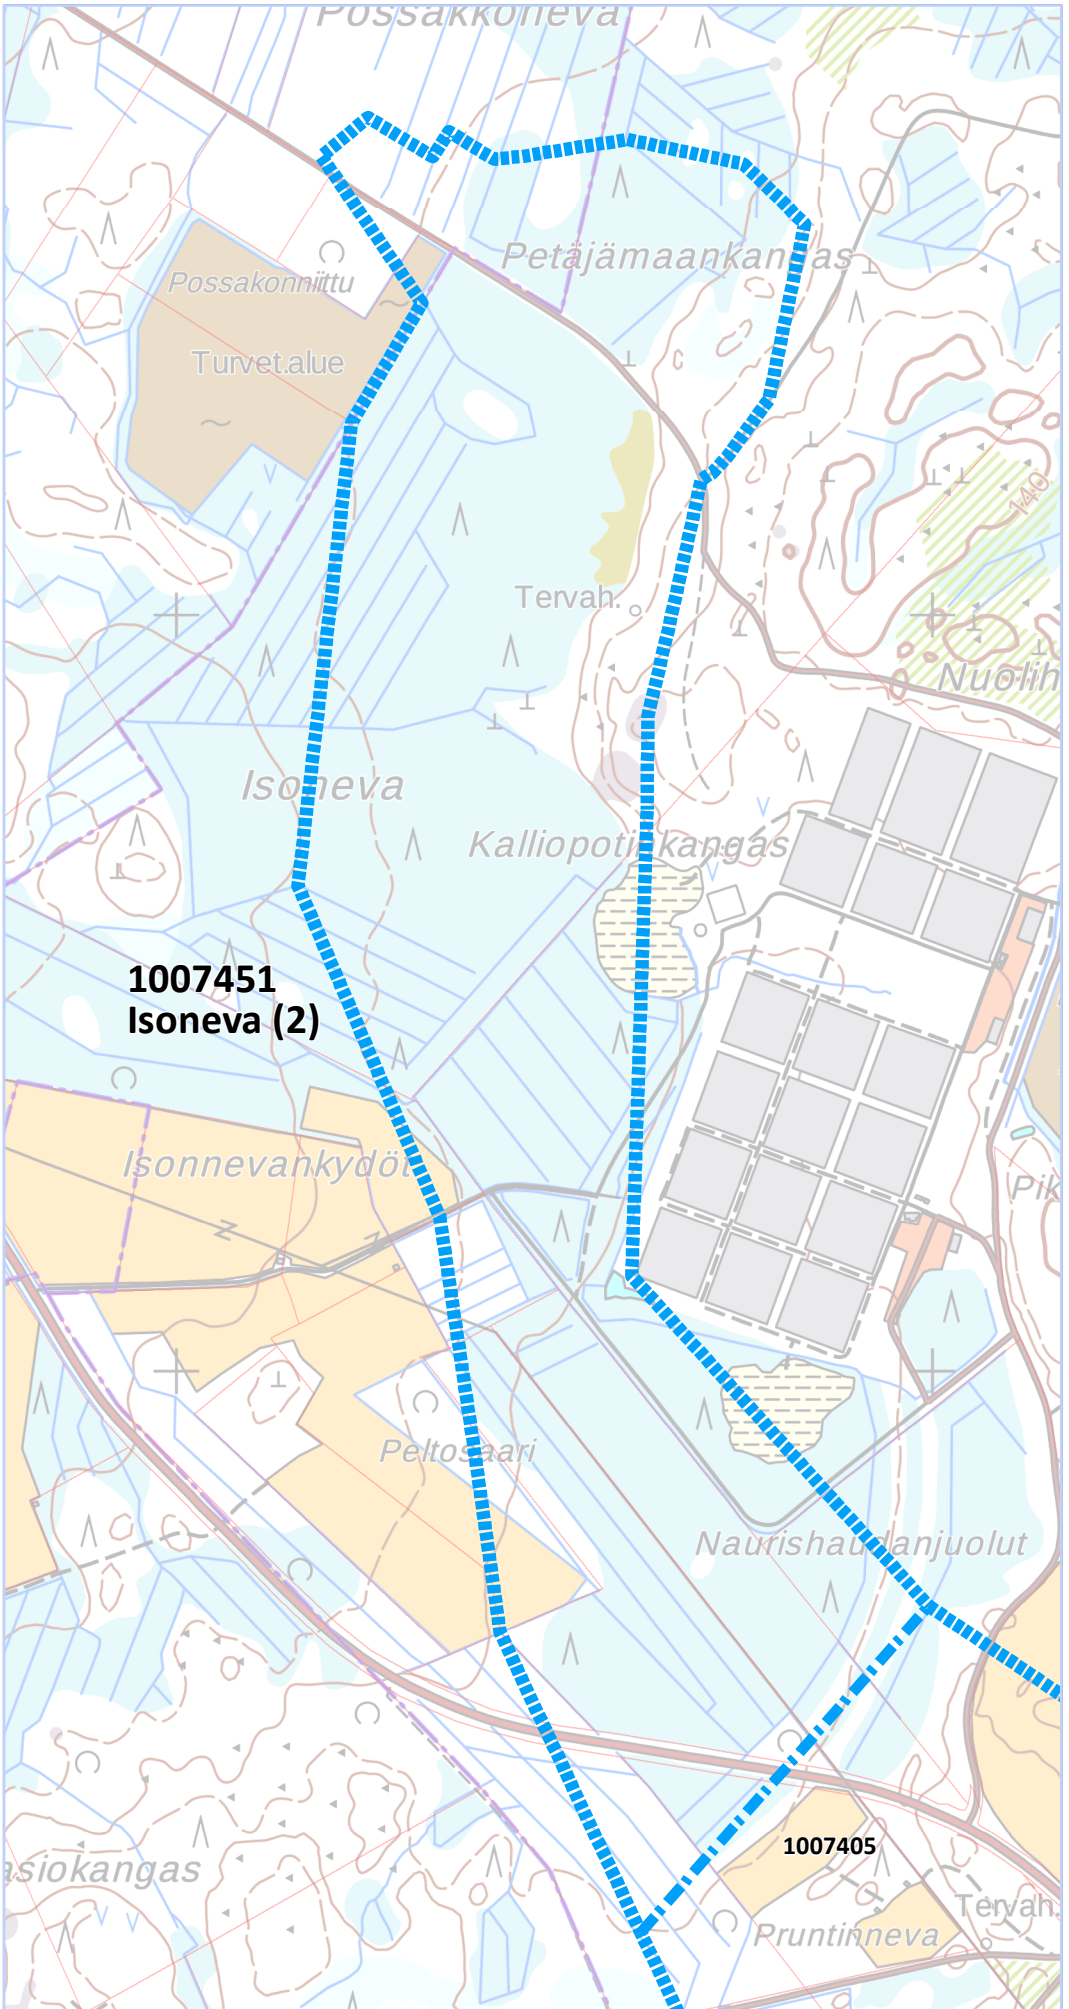 Possakkoneva
Petäjämaankangas
Possakonniittu
Turvet.alue
140
Tervah.
Nuolih
Isoneva
Kalliopotinkangas
1007451
Isoneva (2)
Isonnevankydöt
Pik
Peltosaari
Naurishaudanjuolut
1007405
asiokangas
Tervah.
Pruntinneva